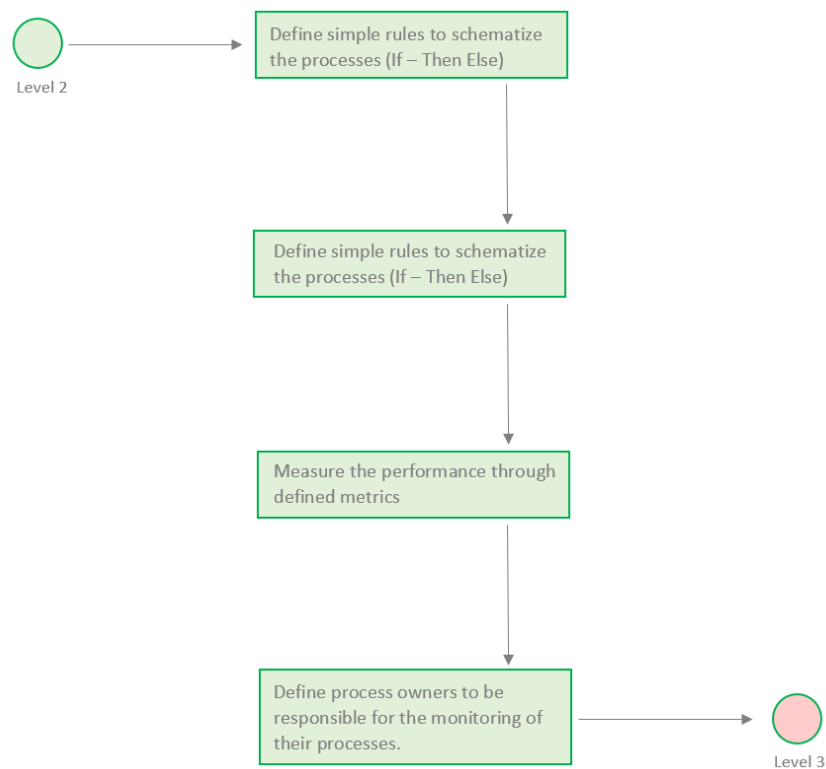 Define simple rules to schematize
the processes (If – Then Else)
Level 2
Define simple rules to schematize
the processes (If – Then Else)
Measure the performance through
defined metrics
Define process owners to be
responsible for the monitoring of
their processes.
Level 3